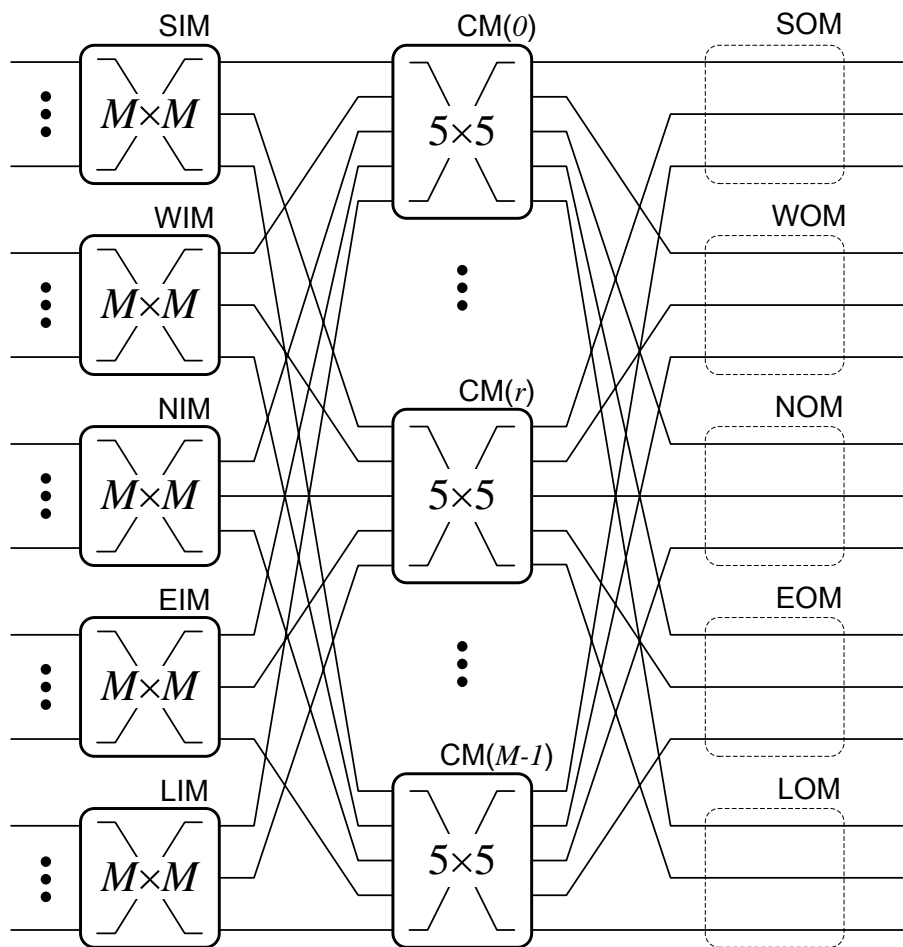 SIM CM(0) SOM
M×M 5×5
WIM WOM
M×M
NIM CM(r) NOM
M×M 5×5
EIM EOM
M×M
LIM CM(M-1) LOM
M×M 5×5